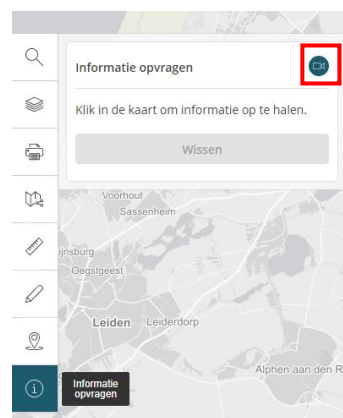 Informatie opvragen
Klik in de kaart om informatie op te halen.
Wissen
Voorhout
Sassenheim
ijnsburg
Oegstgeest
Leiden
Leiderdorp
Alphen aan den R
Informatie
opvragen